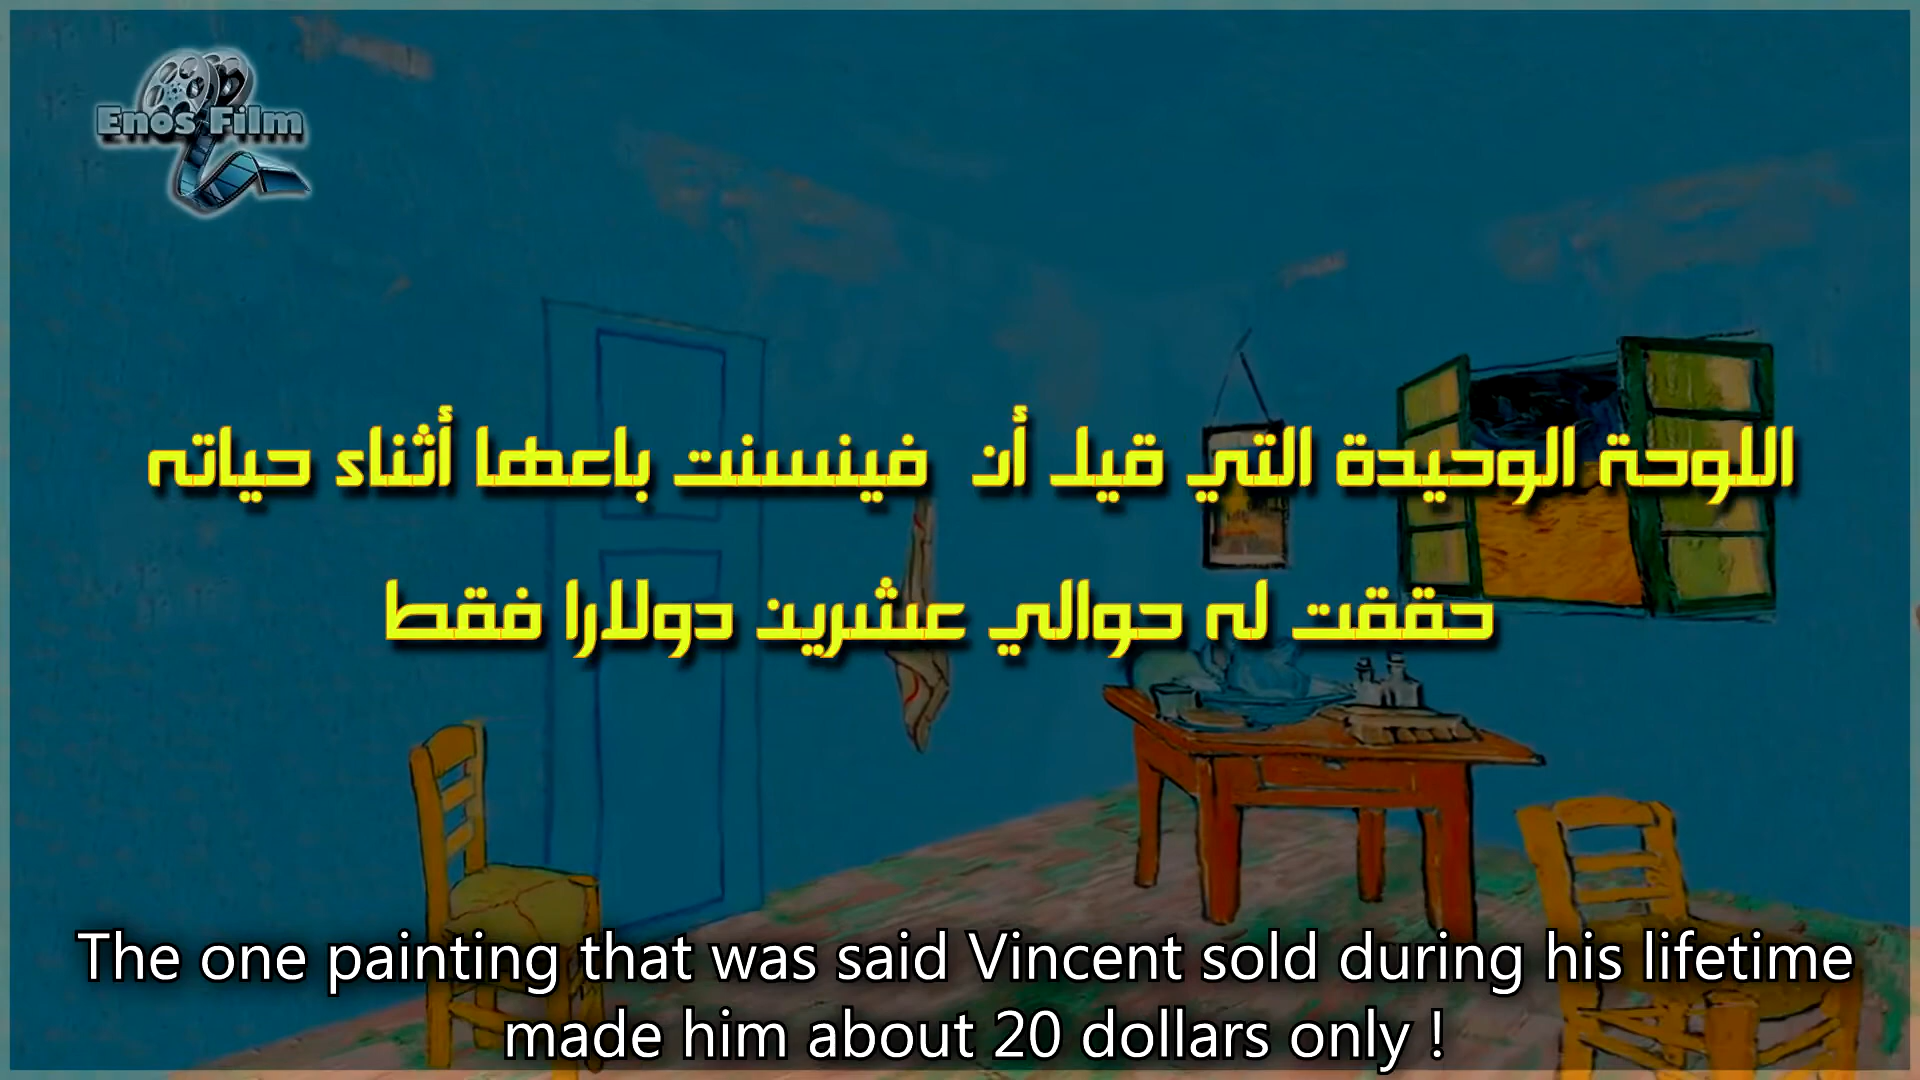 Enos Film
اللوحة الوحيدة التي قيل أن فينسنت باعها أثناء حياته
حققت له حوالي عشرين دولارا فقط
The one painting that was said Vincent sold during his lifetime
made him about 20 dollars only !